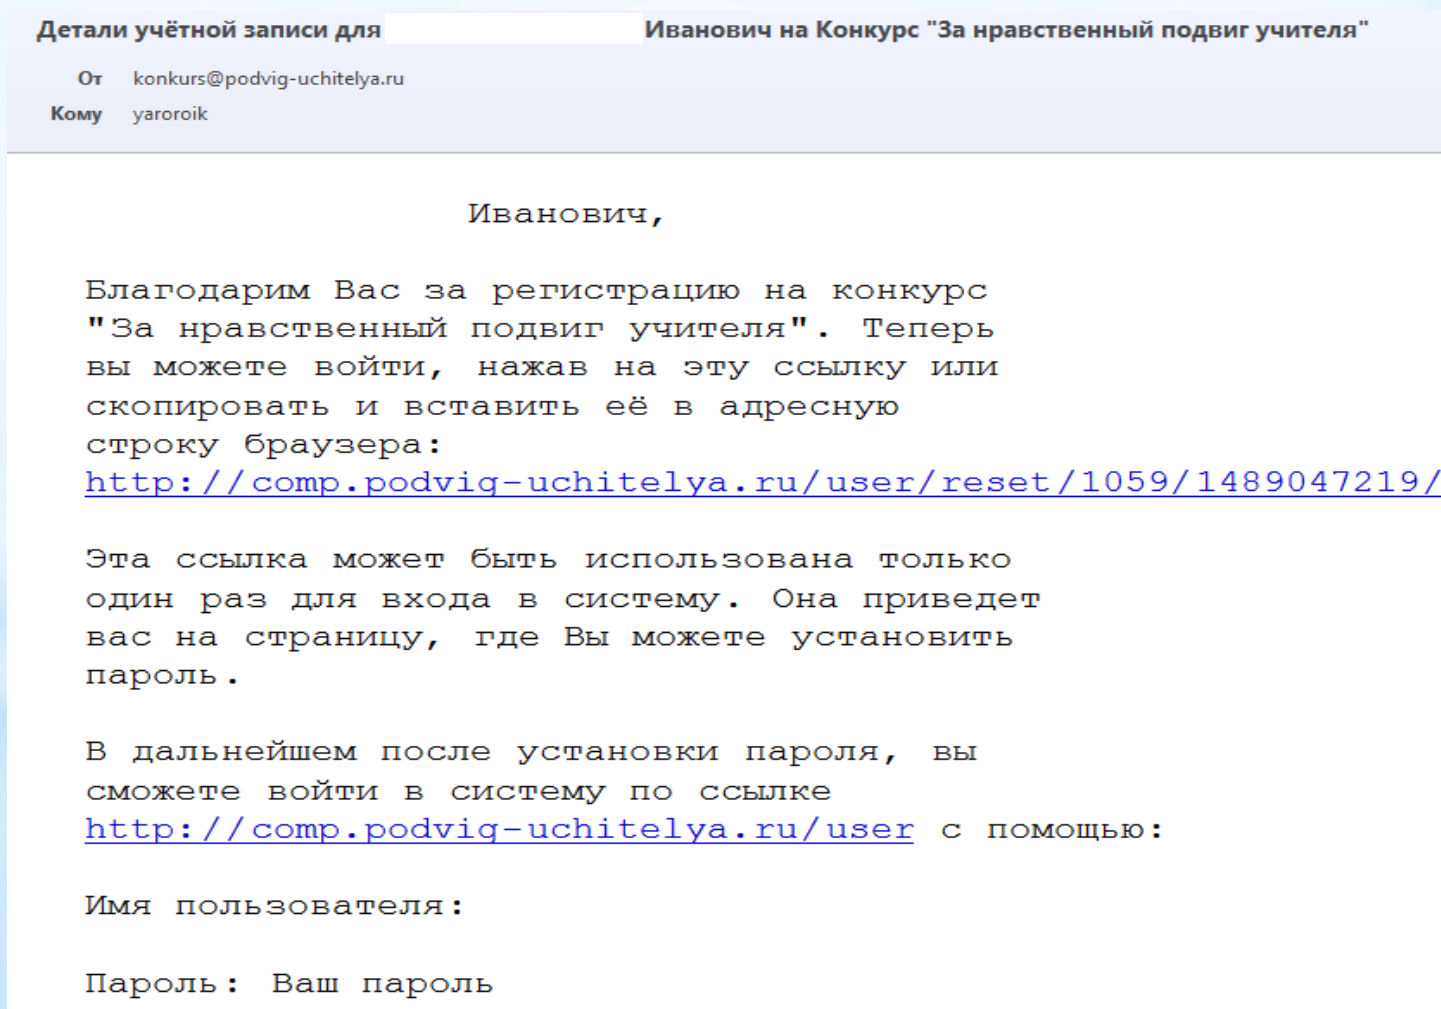 Детали учётной записи для Иванович на Конкурс "За нравственный подвиг учителя"
От konkurs@podvig-uchitelya.ru
Кому yaroroik
Иванович,
Благодарим Вас за регистрацию на конкурс
"За нравственный подвиг учителя". Теперь
вы можете войти, нажав на эту ссылку или
скопировать и вставить её в адресную
строку браузера:
http://comp.podvig-uchitelya.ru/user/reset/1059/1489047219/
Эта ссылка может быть использована только
один раз для входа в систему. Она приведет
вас на страницу, где Вы можете установить
пароль.
В дальнейшем после установки пароля, вы
сможете войти в систему по ссылке
http://comp.podvig-uchitelya.ru/user с помощью:
Имя пользователя:
Пароль: Ваш пароль